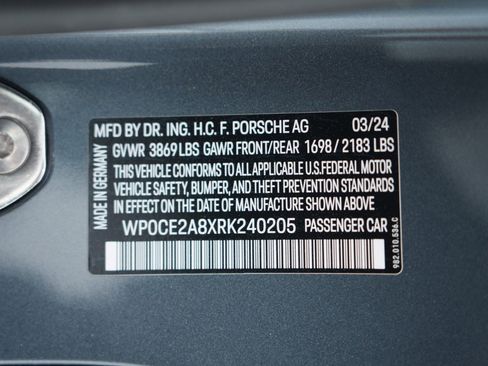 MADE IN GERMANY
MFD BY DR. ING. H.C. F. PORSCHE AG 03/24
GVWR 3869 LBS GAWR FRONT/REAR 1698 / 2183 LBS
THIS VEHICLE CONFORMS TO ALL APPLICABLE U.S.FEDERAL MOTOR
VEHICLE SAFETY, BUMPER, AND THEFT PREVENTION STANDARDS
IN EFFECT ON THE DATE OF MANUFACTURE SHOWN ABOVE
WP0CE2A8XRK240205 PASSENGER CAR
982.010.536.C